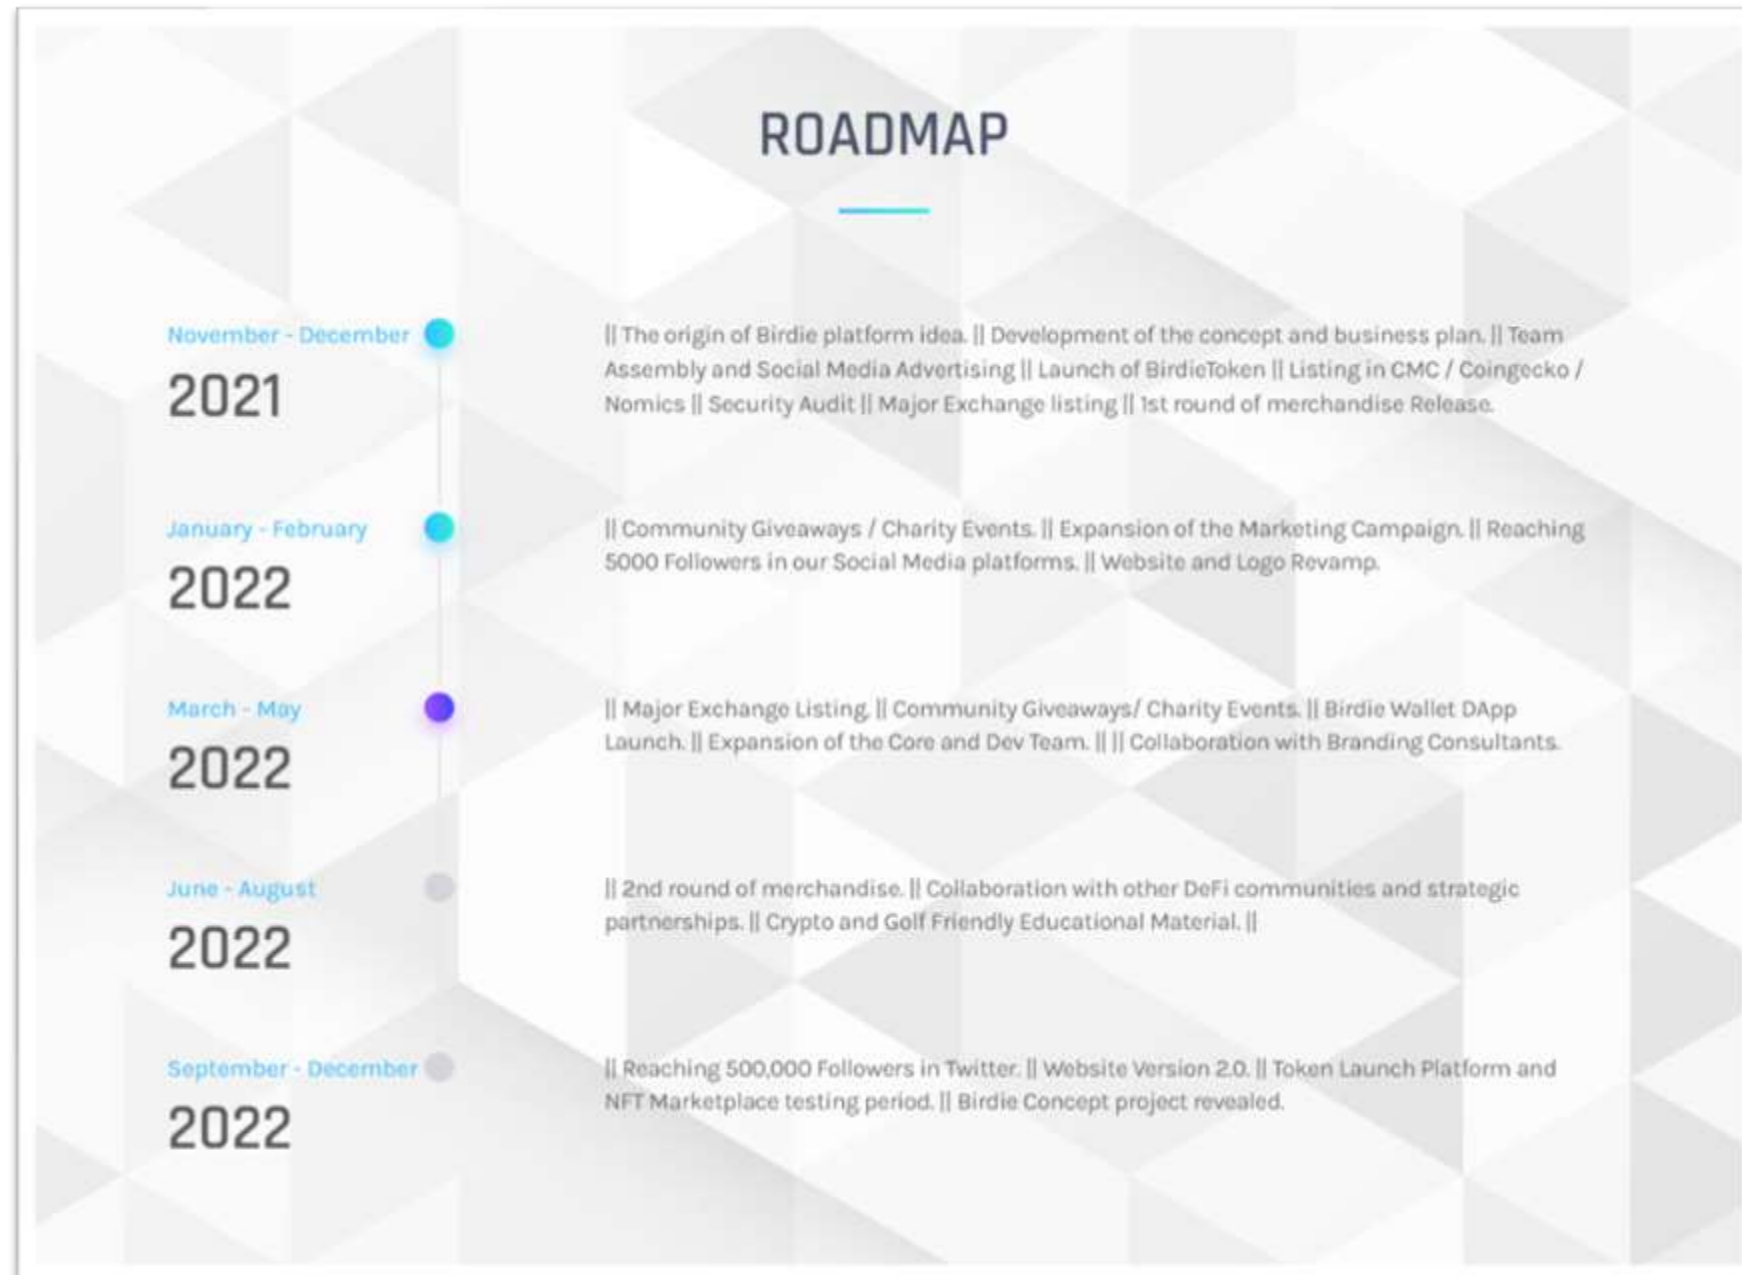 ROADMAP
November - December
2021
|| The origin of Birdie platform idea. || Development of the concept and business plan. || Team
Assembly and Social Media Advertising || Launch of BirdieToken || Listing in CMC / Coingecko /
Nomics || Security Audit || Major Exchange listing || 1st round of merchandise Release.
January - February
2022
|| Community Giveaways / Charity Events. || Expansion of the Marketing Campaign. || Reaching
5000 Followers in our Social Media platforms. || Website and Logo Revamp.
March - May
2022
|| Major Exchange Listing. || Community Giveaways/ Charity Events. || Birdie Wallet DApp
Launch. || Expansion of the Core and Dev Team. || || Collaboration with Branding Consultants.
June - August
2022
|| 2nd round of merchandise. || Collaboration with other DeFi communities and strategic
partnerships. || Crypto and Golf Friendly Educational Material. ||
September - December
2022
|| Reaching 500,000 Followers in Twitter. || Website Version 2.0. || Token Launch Platform and
NFT Marketplace testing period. || Birdie Concept project revealed.